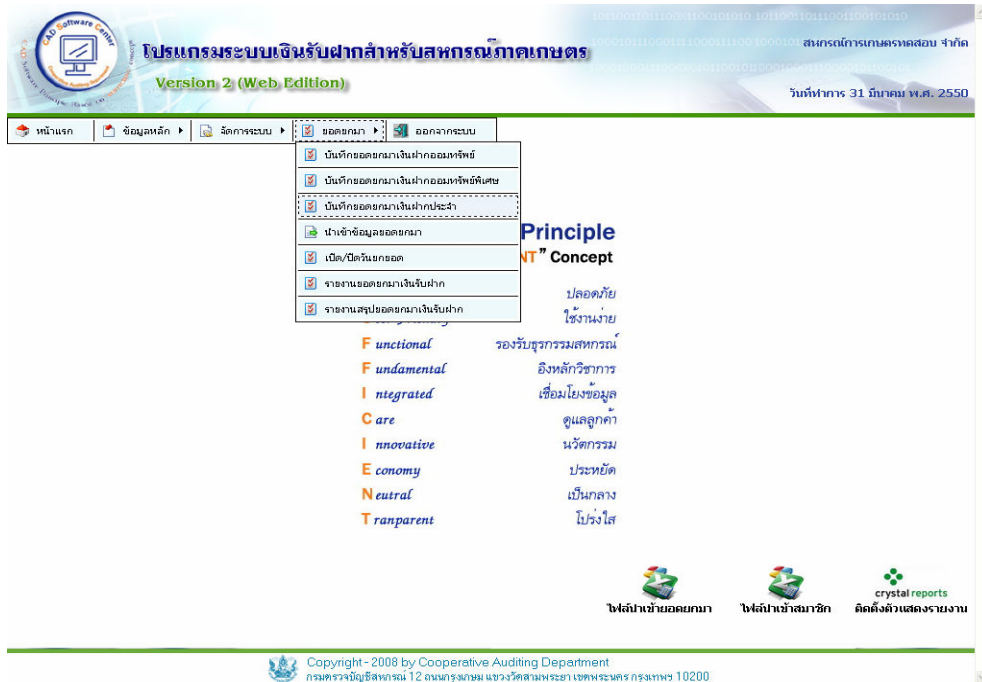 CAD Software Center
โปรแกรมระบบเงินรับฝากสำหรับสหกรณ์ภาคเกษตร
Version 2 (Web Edition)
สหกรณ์การเกษตรทดสอบ จำกัด
วันที่ทำการ 31 มีนาคม พ.ศ. 2550
หน้าแรก ข้อมูลหลัก จัดการระบบ ยอดยกมา ออกจากระบบ
บันทึกยอดยกมาเงินฝากออมทรัพย์
บันทึกยอดยกมาเงินฝากออมทรัพย์พิเศษ
บันทึกยอดยกมาเงินฝากประจำ
นำเข้าข้อมูลยอดยกมา
เปิด/ปิดวันยกยอด
รายงานยอดยกมาเงินรับฝาก
รายงานสรุปยอดยกมาเงินรับฝาก
Principle
NT" Concept
ปลอดภัย
ใช้งานง่าย
Functional รองรับธุรกรรมสหกรณ์
Fundamental อิงหลักวิชาการ
Integrated เชื่อมโยงข้อมูล
Care ดูแลลูกค้า
Innovative นวัตกรรม
Economy ประหยัด
Neutral เป็นกลาง
Tranparent โปร่งใส
crystal reports
ไฟล์นำเข้ายอดยกมา ไฟล์นำเข้าสมาชิก ติดตั้งตัวแสดงรายงาน
Copyright - 2008 by Cooperative Auditing Department
กรมตรวจบัญชีสหกรณ์ 12 ถนนกรุงเกษม แขวงวัดสามพระยา เขตพระนคร กรุงเทพฯ 10200